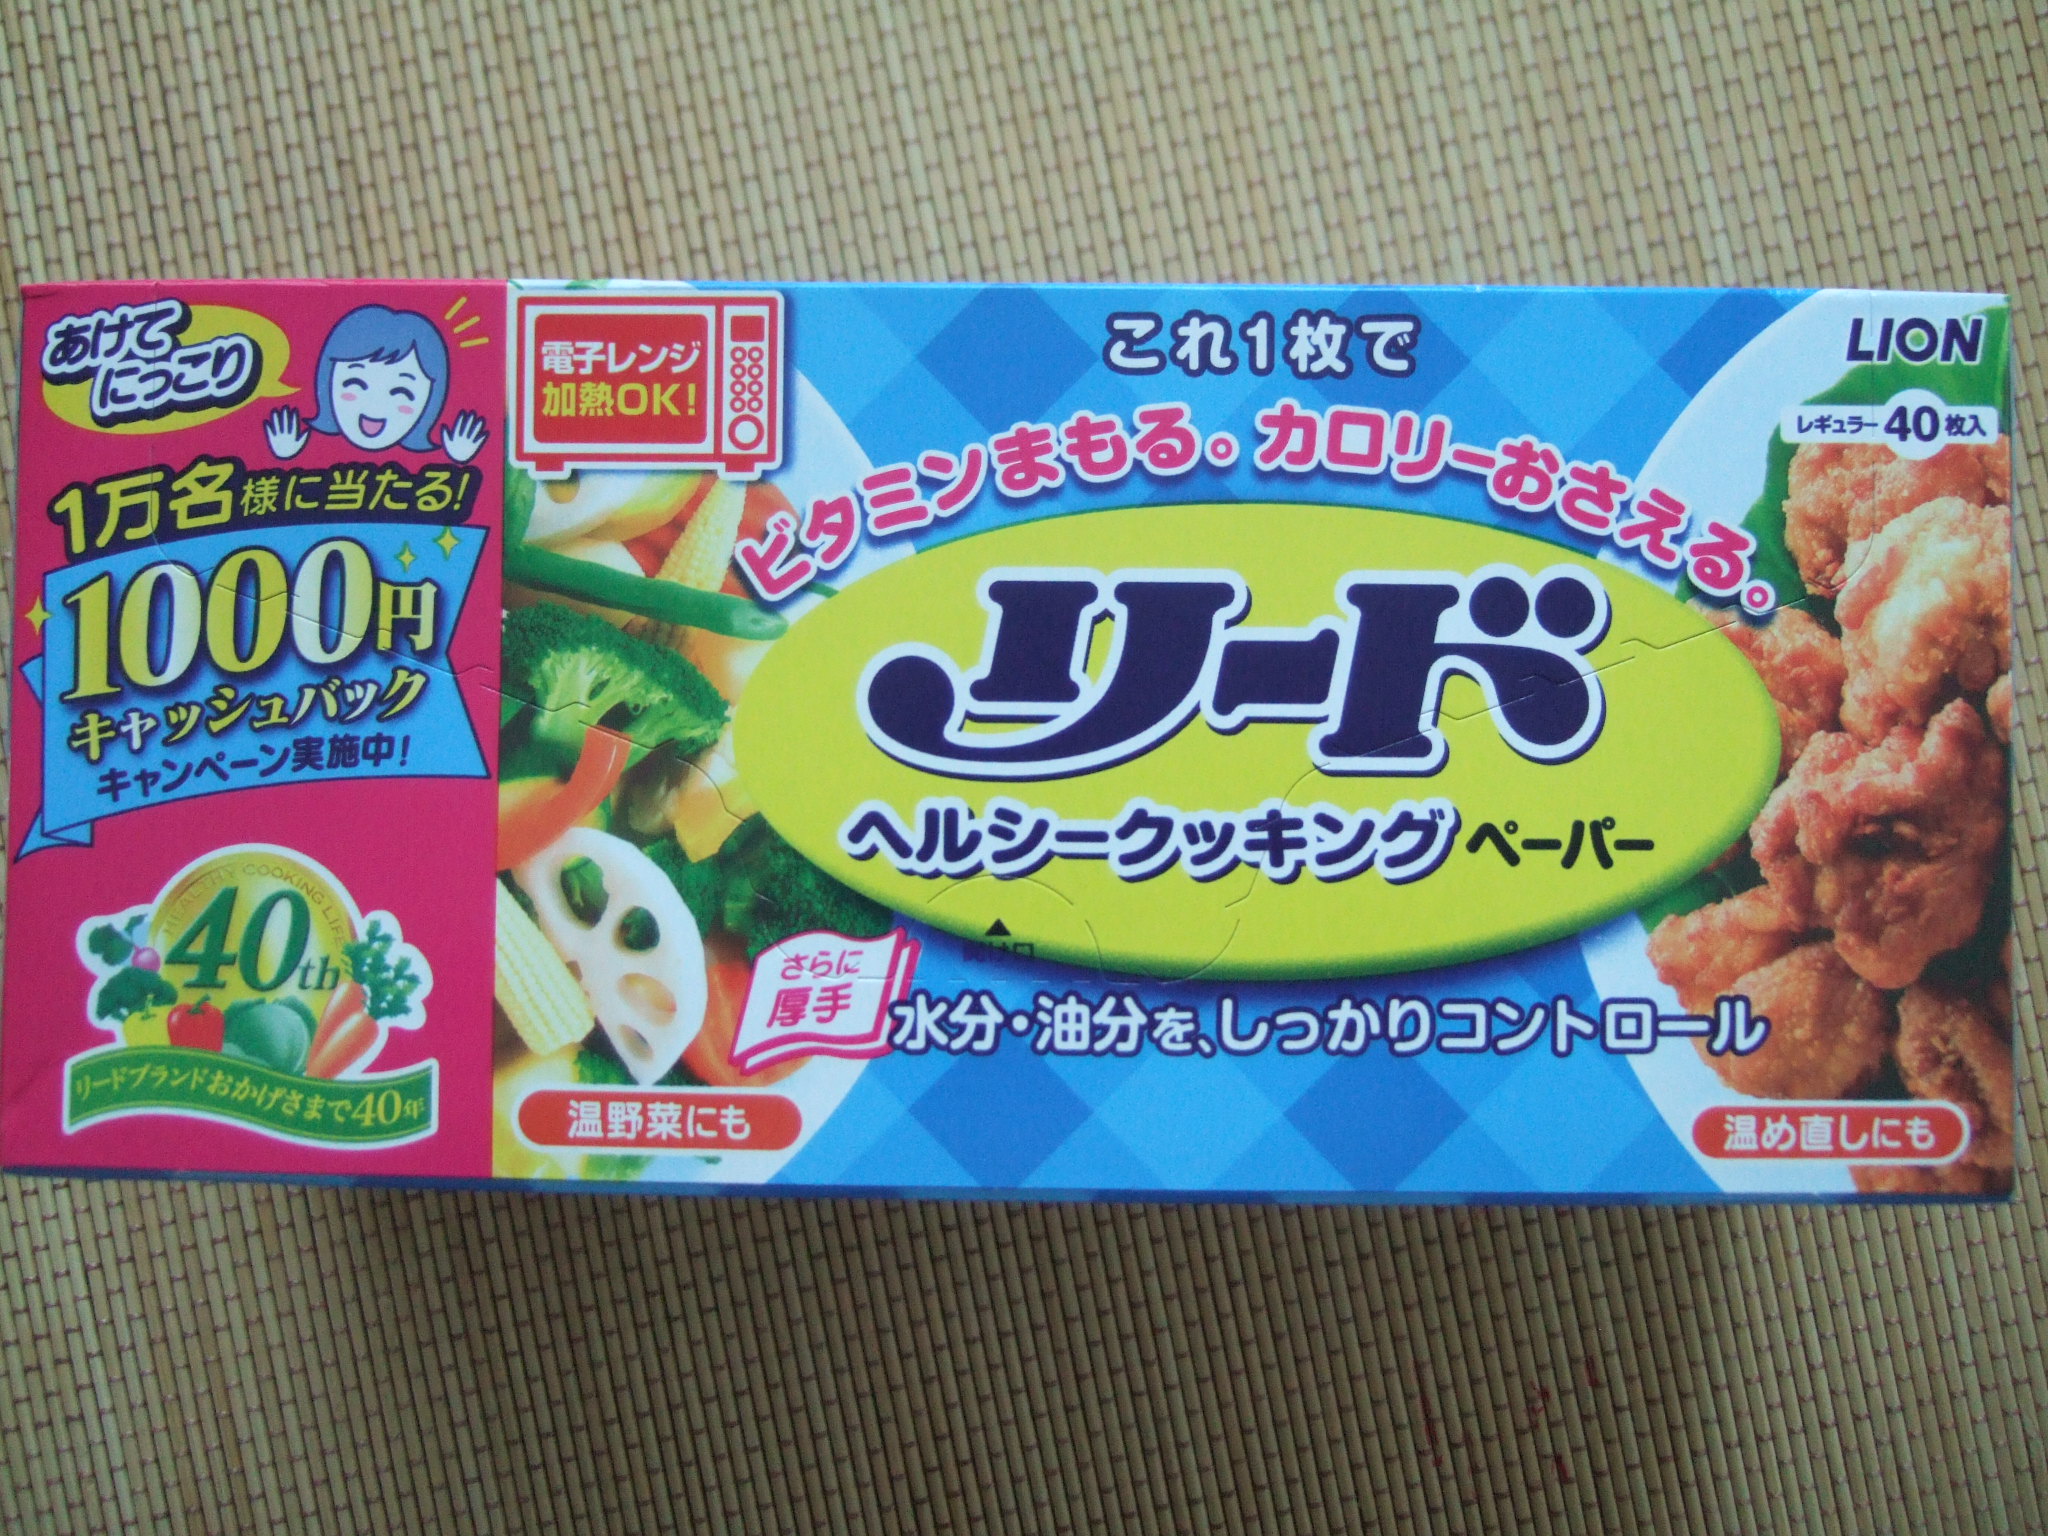 あけて
にっこり
1万名様に当たる!
1000円
キャッシュバック
キャンペーン実施中!
HEALTHY COOKING LIFE
40th
リードブランドおかげさまで40年
電子レンジ
加熱OK!
これ1枚で
ビタミンまもる。カロリーおさえる。
LION
レギュラー40枚入
リード
ヘルシークッキングペーパー
さらに
厚手
水分・油分を、しっかりコントロール
温野菜にも
温め直しにも